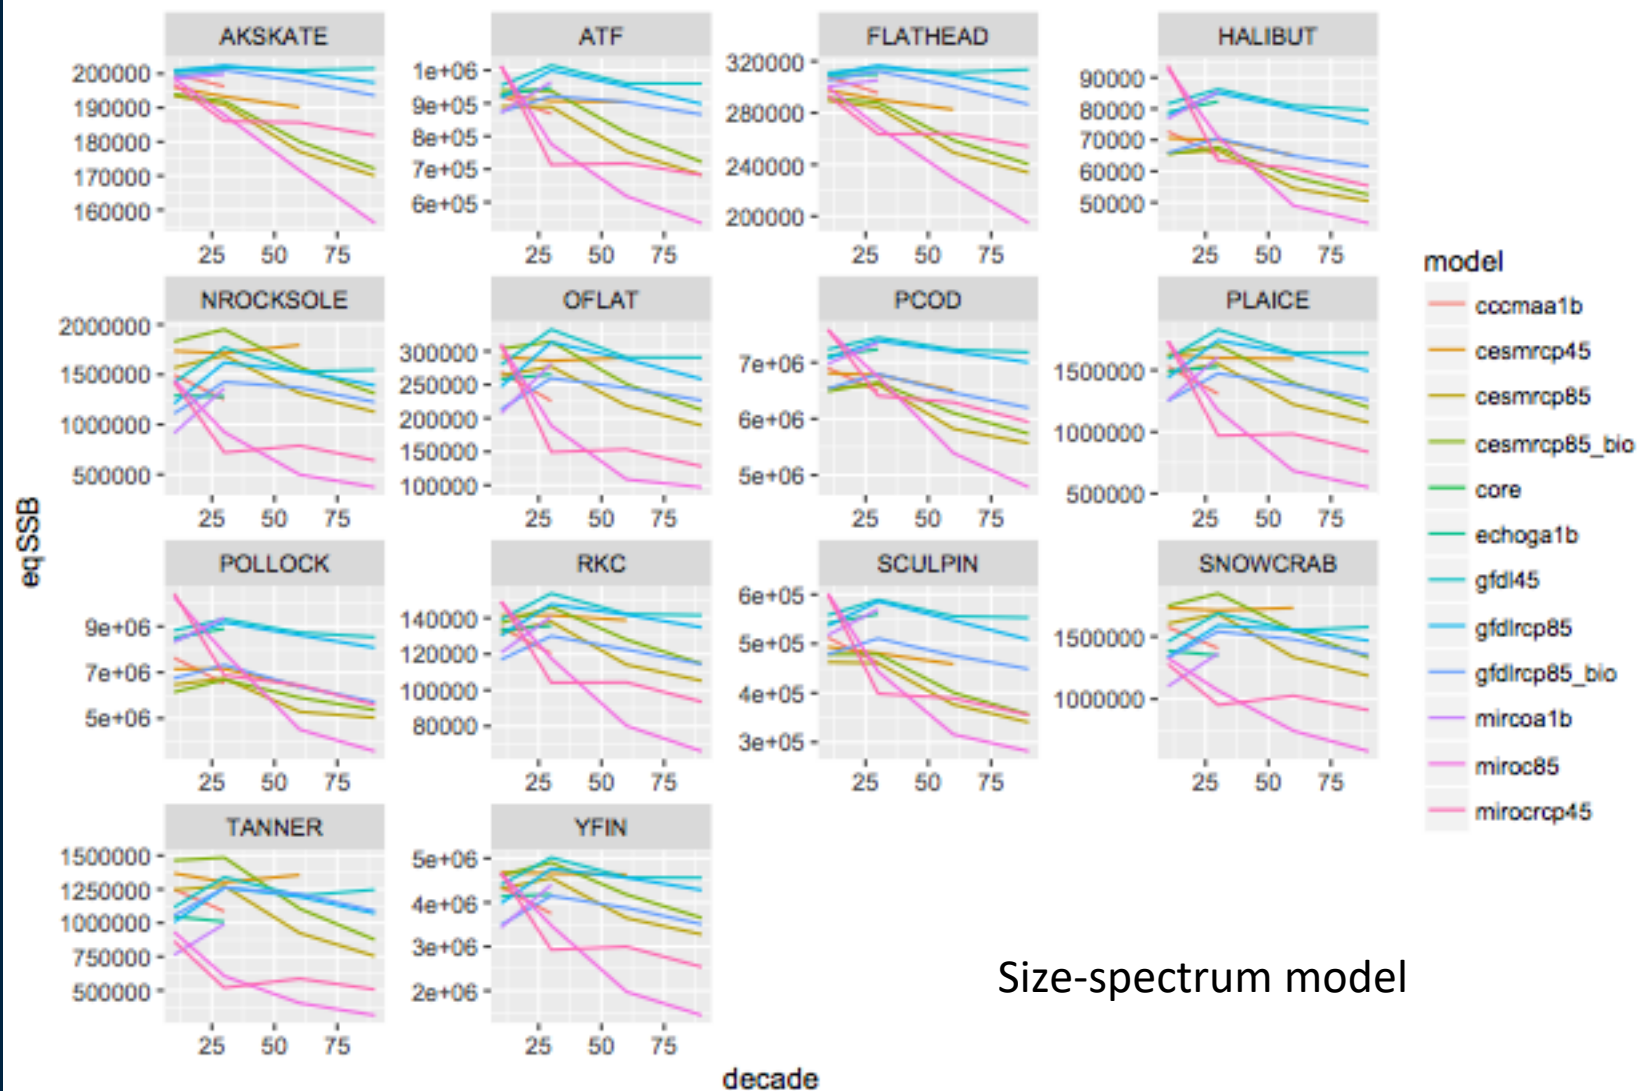 AKSKATE ATF FLATHEAD HALIBUT
200000 190000 180000 170000 160000
1e+06 9e+05 8e+05 7e+05 6e+05
320000 280000 240000 200000
90000 80000 70000 60000 50000
25 50 75 25 50 75 25 50 75 25 50 75
NROCKSOLE OFLAT PCOD PLAICE
2000000 1500000 1000000 500000
300000 250000 200000 150000 100000
7e+06 6e+06 5e+06
1500000 1000000 500000
25 50 75 25 50 75 25 50 75 25 50 75
POLLOCK RKC SCULPIN SNOWCRAB
9e+06 7e+06 5e+06
140000 120000 100000 80000
6e+05 5e+05 4e+05 3e+05
1500000 1000000
25 50 75 25 50 75 25 50 75 25 50 75
TANNER YFIN
1500000 1250000 1000000 750000 500000
5e+06 4e+06 3e+06 2e+06
25 50 75 25 50 75
eqSSB
decade
model
cccmaa1b
cesmrcp45
cesmrcp85
cesmrcp85_bio
core
echoga1b
gfdl45
gfdlrcp85
gfdlrcp85_bio
mircoa1b
miroc85
mirocrcp45
Size-spectrum model